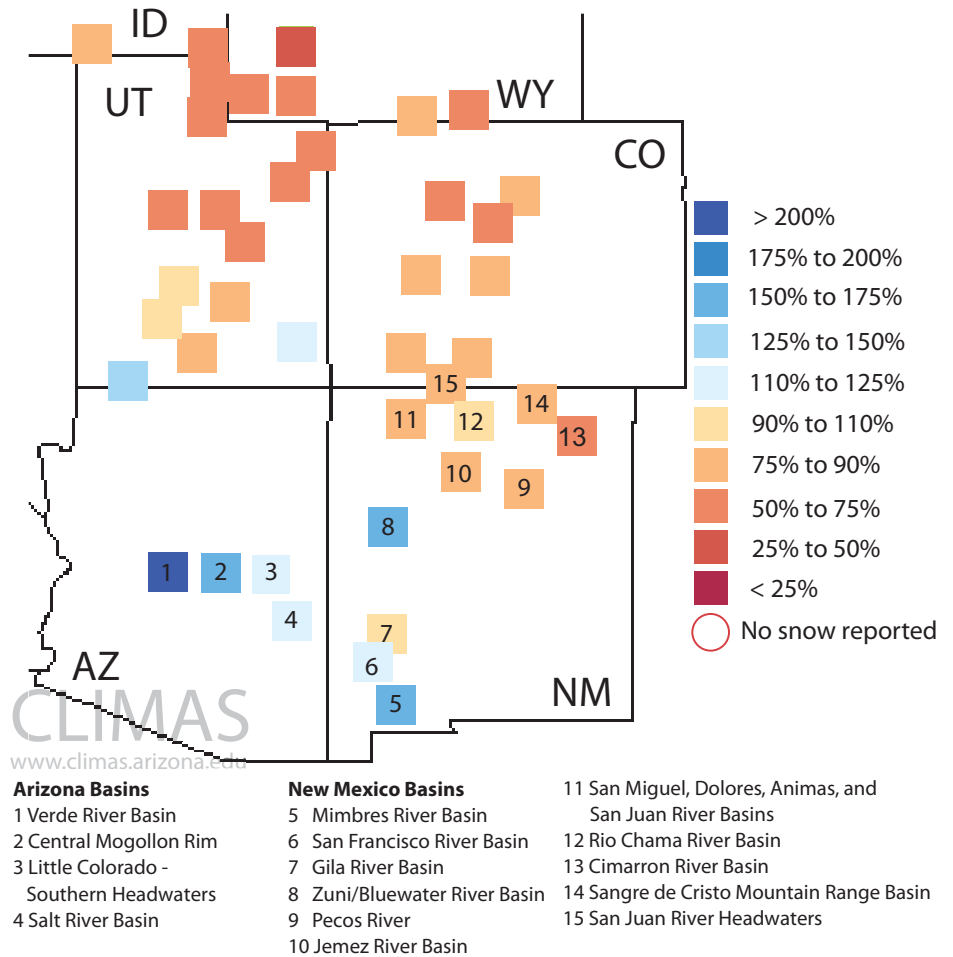 ID
UT
WY
CO
> 200%
175% to 200%
150% to 175%
125% to 150%
110% to 125%
90% to 110%
75% to 90%
50% to 75%
25% to 50%
< 25%
No snow reported
15
14
11
12
13
10
9
8
1
2
3
4
7
6
5
AZ
NM
CLIMAS
www.climas.arizona.edu
Arizona Basins
1 Verde River Basin
2 Central Mogollon Rim
3 Little Colorado -
Southern Headwaters
4 Salt River Basin
New Mexico Basins
5 Mimbres River Basin
6 San Francisco River Basin
7 Gila River Basin
8 Zuni/Bluewater River Basin
9 Pecos River
10 Jemez River Basin
11 San Miguel, Dolores, Animas, and
San Juan River Basins
12 Rio Chama River Basin
13 Cimarron River Basin
14 Sangre de Cristo Mountain Range Basin
15 San Juan River Headwaters